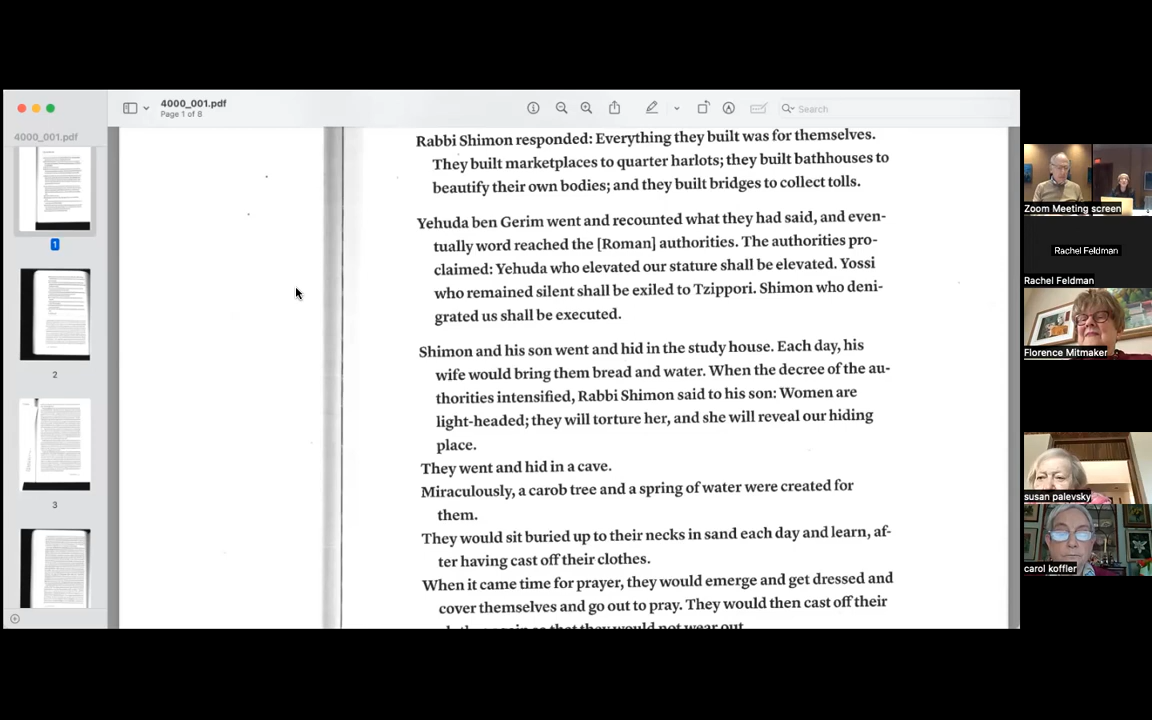 4000_001.pdf
Page 1 of 8
Search
4000_001.pdf
1
2
3
Rabbi Shimon responded: Everything they built was for themselves.
They built marketplaces to quarter harlots; they built bathhouses to
beautify their own bodies; and they built bridges to collect tolls.
Yehuda ben Gerim went and recounted what they had said, and even-
tually word reached the [Roman] authorities. The authorities pro-
claimed: Yehuda who elevated our stature shall be elevated. Yossi
who remained silent shall be exiled to Tzippori. Shimon who deni-
grated us shall be executed.
Shimon and his son went and hid in the study house. Each day, his
wife would bring them bread and water. When the decree of the au-
thorities intensified, Rabbi Shimon said to his son: Women are
light-headed; they will torture her, and she will reveal our hiding
place.
They went and hid in a cave.
Miraculously, a carob tree and a spring of water were created for
them.
They would sit buried up to their necks in sand each day and learn, af-
ter having cast off their clothes.
When it came time for prayer, they would emerge and get dressed and
cover themselves and go out to pray. They would then cast off their
so that they would not wear out
Zoom Meeting screen
Rachel Feldman
Rachel Feldman
Florence Mitmaker
susan palevsky
carol koffler